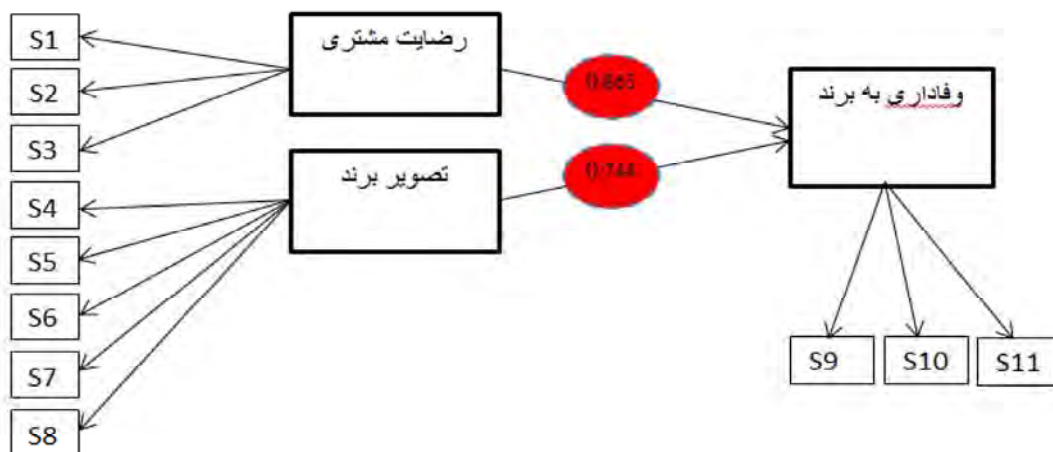 S1
S2
S3
S4
S5
S6
S7
S8
رضایت مشتری
تصویر برند
0.865
0.744
وفاداری به برند
S9
S10
S11